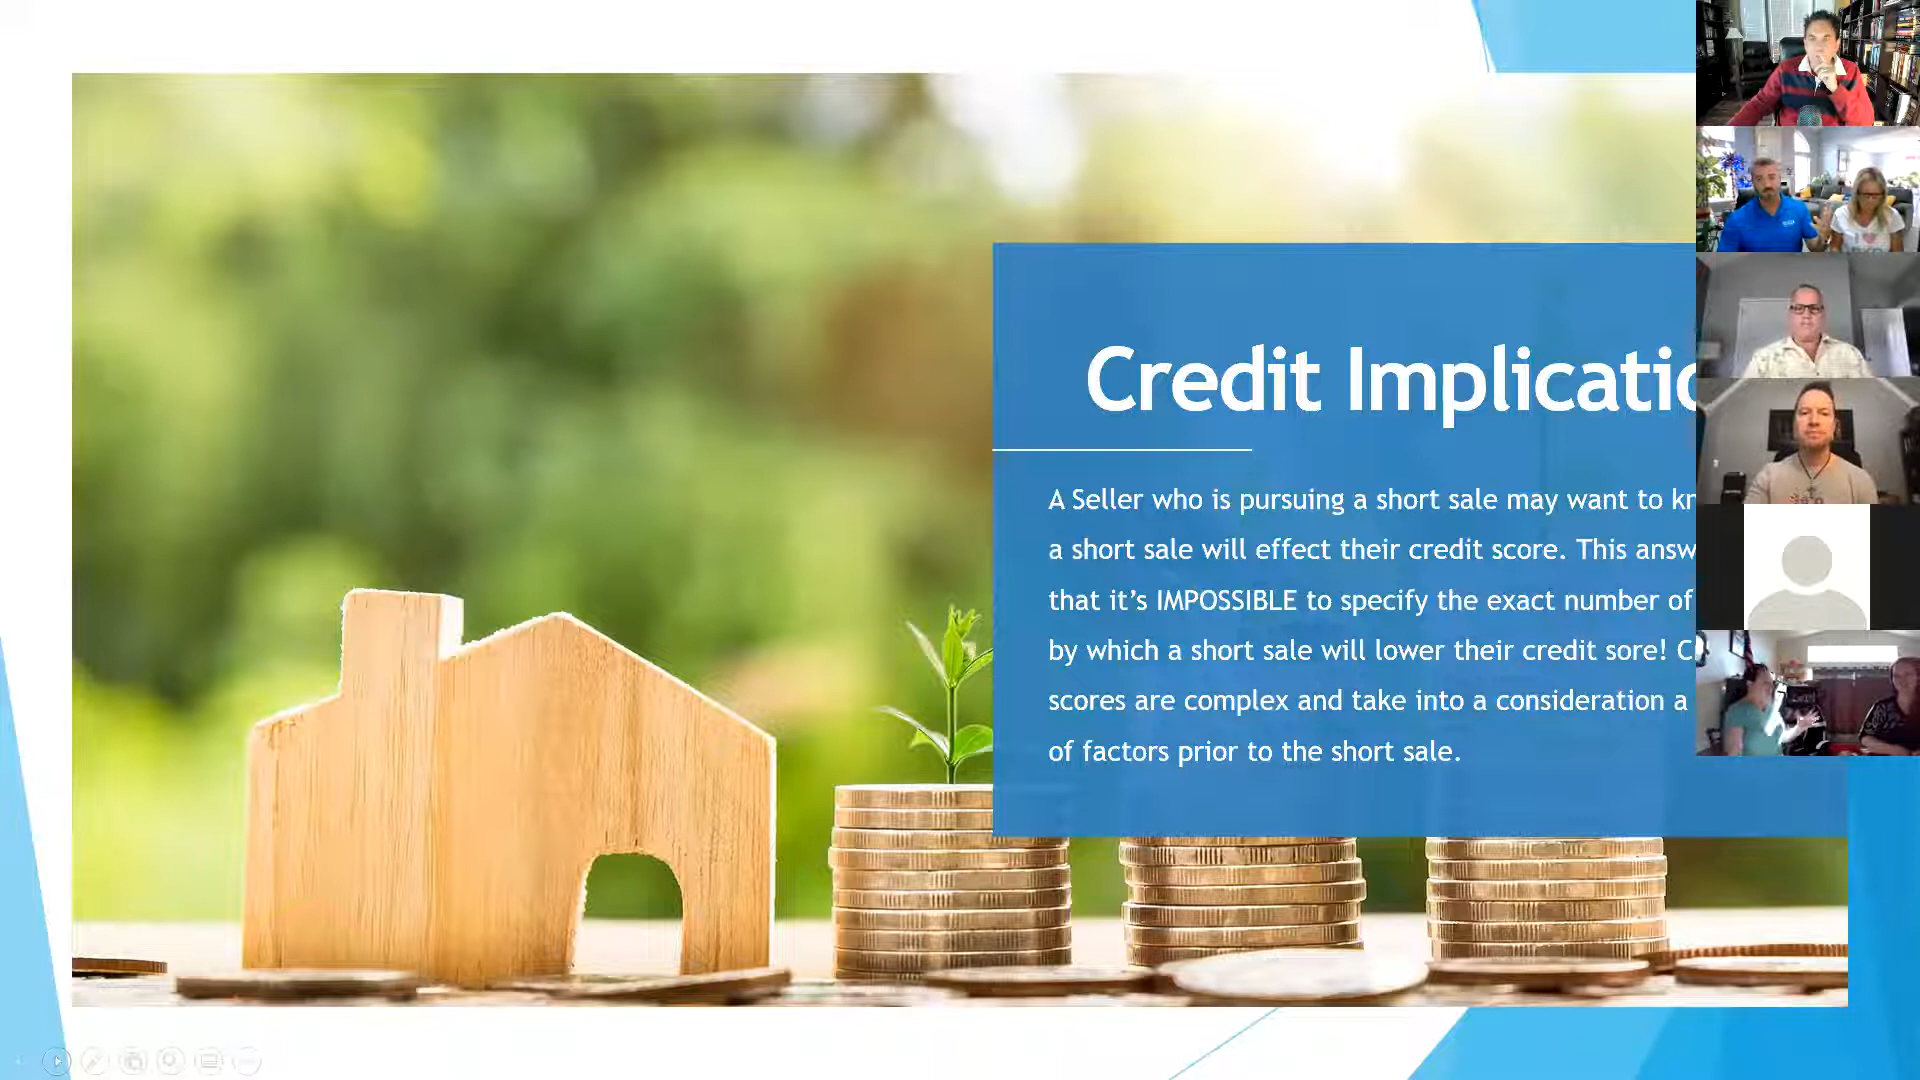 Credit Implicatio
A Seller who is pursuing a short sale may want to kn
a short sale will effect their credit score. This answ
that it’s IMPOSSIBLE to specify the exact number of
by which a short sale will lower their credit sore! C
scores are complex and take into a consideration a
of factors prior to the short sale.